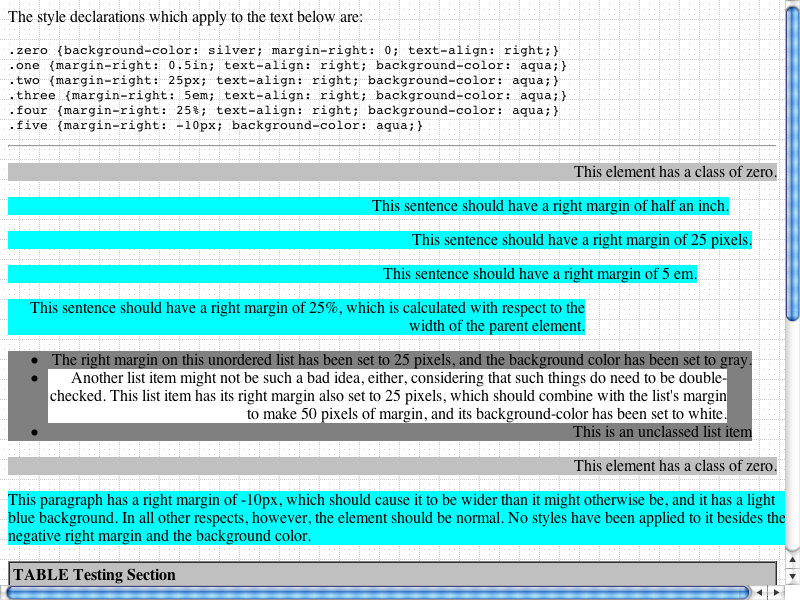 The style declarations which apply to the text below are:
.zero {background-color: silver; margin-right: 0; text-align: right;}
.one {margin-right: 0.5in; text-align: right; background-color: aqua;}
.two {margin-right: 25px; text-align: right; background-color: aqua;}
.three {margin-right: 5em; text-align: right; background-color: aqua;}
.four {margin-right: 25%; text-align: right; background-color: aqua;}
.five {margin-right: -10px; background-color: aqua;}
This element has a class of zero.
This sentence should have a right margin of half an inch.
This sentence should have a right margin of 25 pixels.
This sentence should have a right margin of 5 em.
This sentence should have a right margin of 25%, which is calculated with respect to the
width of the parent element.
• The right margin on this unordered list has been set to 25 pixels, and the background color has been set to gray.
• Another list item might not be such a bad idea, either, considering that such things do need to be double-
checked. This list item has its right margin also set to 25 pixels, which should combine with the list's margin
to make 50 pixels of margin, and its background-color has been set to white.
• This is an unclassed list item
This element has a class of zero.
This paragraph has a right margin of -10px, which should cause it to be wider than it might otherwise be, and it has a light
blue background. In all other respects, however, the element should be normal. No styles have been applied to it besides the
negative right margin and the background color.
TABLE Testing Section